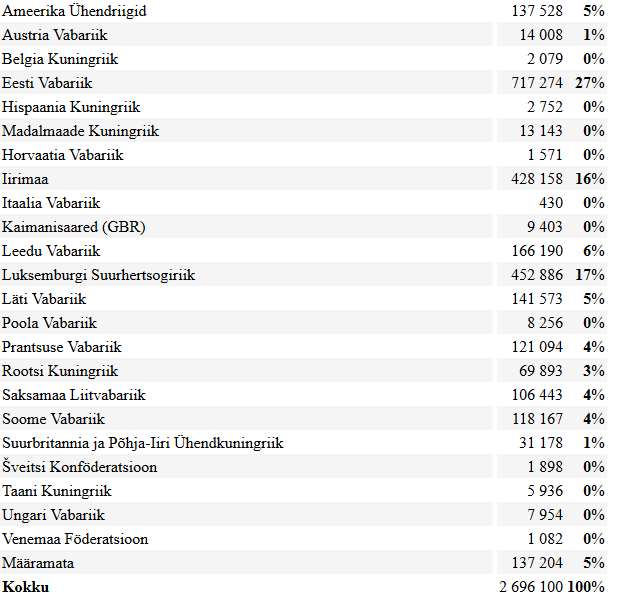 Ameerika Ühendriigid 137 528 5%
Austria Vabariik 14 008 1%
Belgia Kuningriik 2 079 0%
Eesti Vabariik 717 274 27%
Hispaania Kuningriik 2 752 0%
Madalmaade Kuningriik 13 143 0%
Horvaatia Vabariik 1 571 0%
Iirimaa 428 158 16%
Itaalia Vabariik 430 0%
Kaimanisaared (GBR) 9 403 0%
Leedu Vabariik 166 190 6%
Luksemburgi Suurhertsogiriik 452 886 17%
Läti Vabariik 141 573 5%
Poola Vabariik 8 256 0%
Prantsuse Vabariik 121 094 4%
Rootsi Kuningriik 69 893 3%
Saksamaa Liitvabariik 106 443 4%
Soome Vabariik 118 167 4%
Suurbritannia ja Põhja-Iiri Ühendkuningriik 31 178 1%
Šveitsi Konföderatsioon 1 898 0%
Taani Kuningriik 5 936 0%
Ungari Vabariik 7 954 0%
Venemaa Föderatsioon 1 082 0%
Määramata 137 204 5%
Kokku 2 696 100 100%